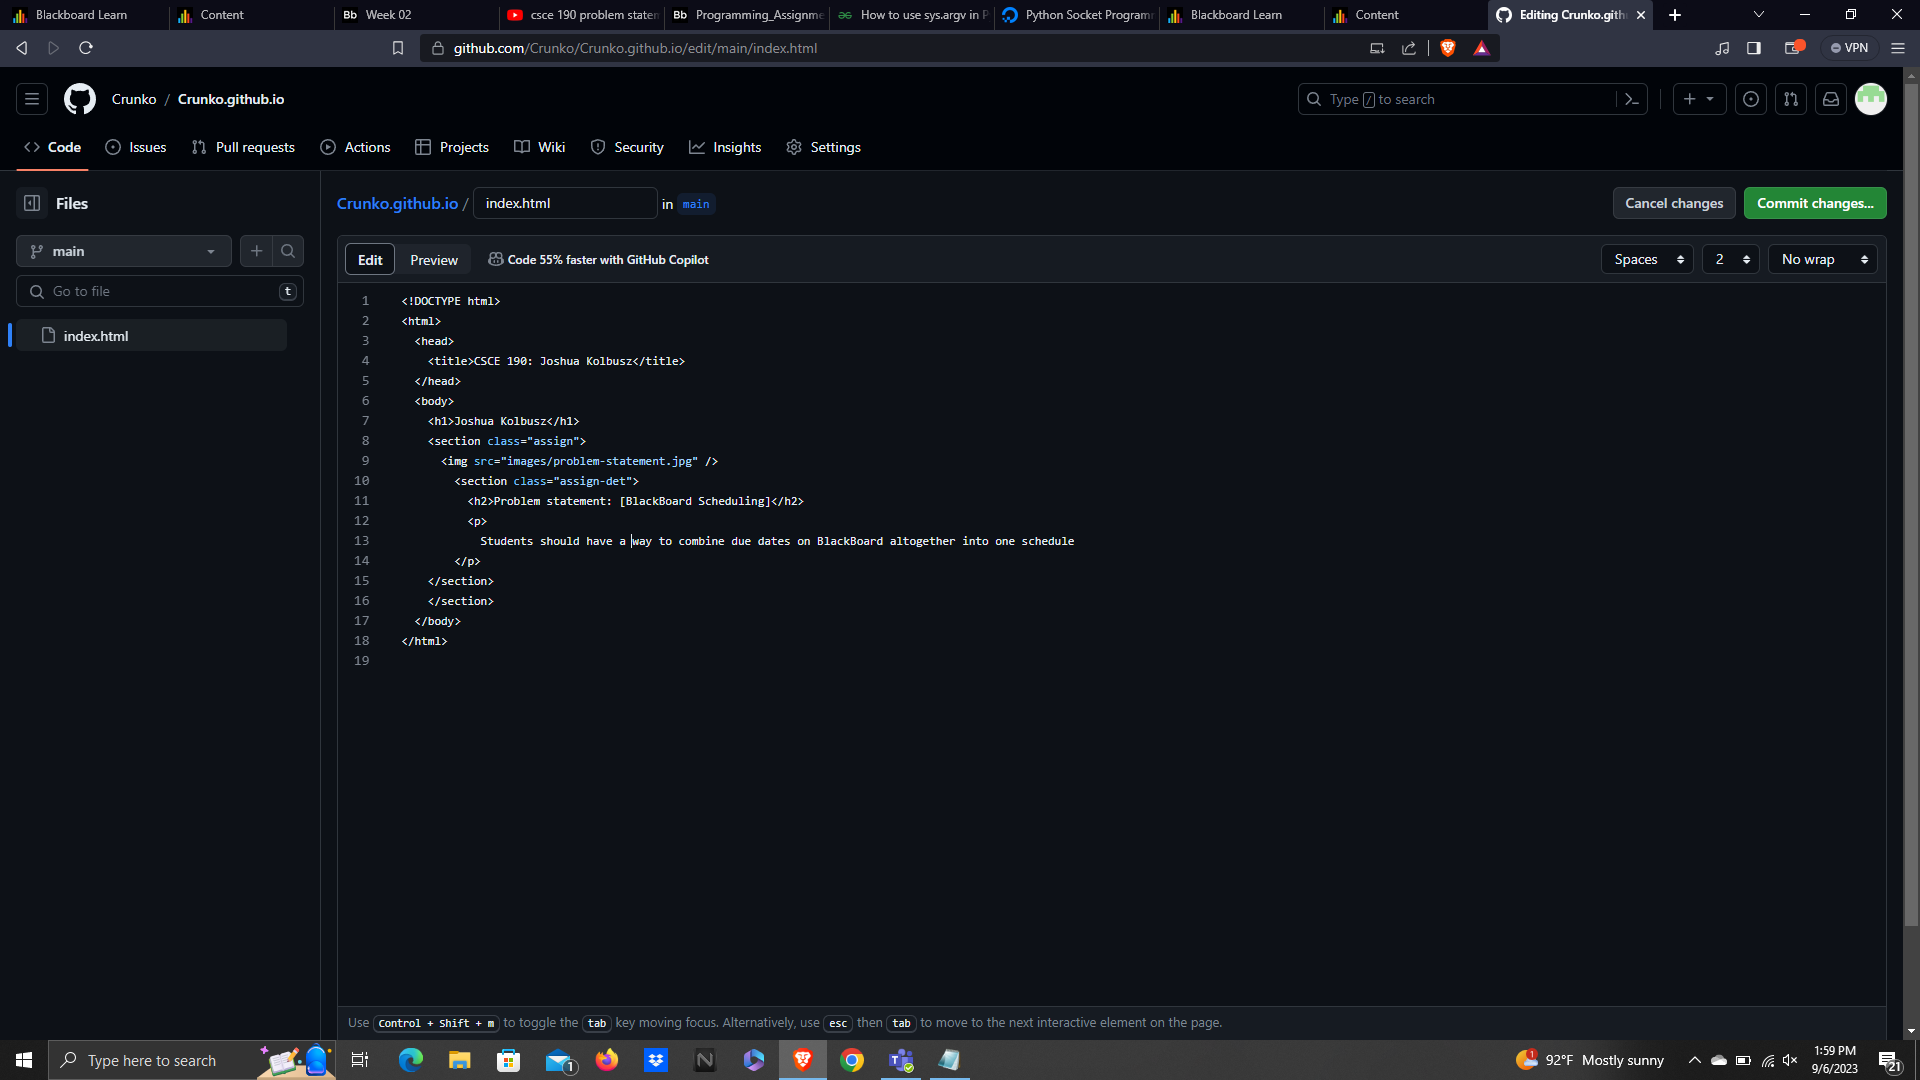 Blackboard Learn
Content
Bb Week 02
csce 190 problem staten
Bb Programming_Assignme
How to use sys.argv in P
Python Socket Programr
Blackboard Learn
Content
Editing Crunko.gith
github.com/Crunko/Crunko.github.io/edit/main/index.html
VPN
Crunko / Crunko.github.io
Type / to search
Code
Issues
Pull requests
Actions
Projects
Wiki
Security
Insights
Settings
Files
Crunko.github.io / index.html in main
Cancel changes
Commit changes...
main
Go to file
t
index.html
Edit
Preview
Code 55% faster with GitHub Copilot
Spaces
2
No wrap
1 <!DOCTYPE html>
2 <html>
3 <head>
4 <title>CSCE 190: Joshua Kolbusz</title>
5 </head>
6 <body>
7 <h1>Joshua Kolbusz</h1>
8 <section class="assign">
9 <img src="images/problem-statement.jpg" />
10 <section class="assign-det">
11 <h2>Problem statement: [BlackBoard Scheduling]</h2>
12 <p>
13 Students should have a way to combine due dates on BlackBoard altogether into one schedule
14 </p>
15 </section>
16 </section>
17 </body>
18 </html>
19
Use Control + Shift + m to toggle the tab key moving focus. Alternatively, use esc then tab to move to the next interactive element on the page.
Type here to search
1
N
1
92°F Mostly sunny
1:59 PM
9/6/2023
21